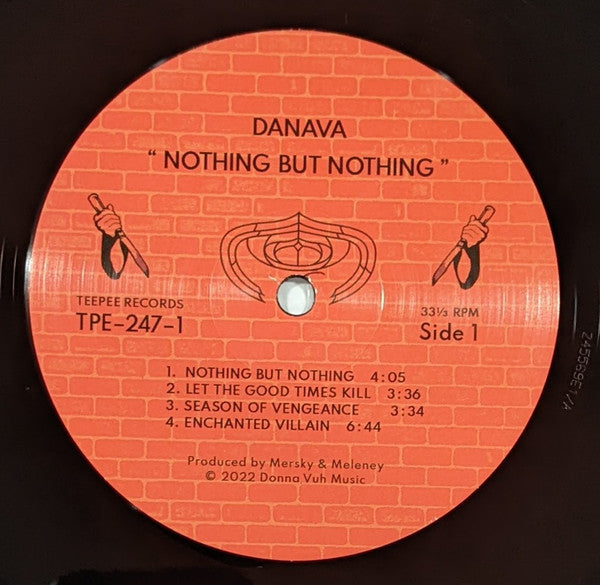 DANAVA
“ NOTHING BUT NOTHING ”
TEEPEE RECORDS
TPE-247-1
33⅓ RPM
Side 1
1. NOTHING BUT NOTHING 4:05
2. LET THE GOOD TIMES KILL 3:36
3. SEASON OF VENGEANCE 3:34
4. ENCHANTED VILLAIN 6:44
Produced by Mersky & Meleney
© 2022 Donna Vuh Music
245569E1/A